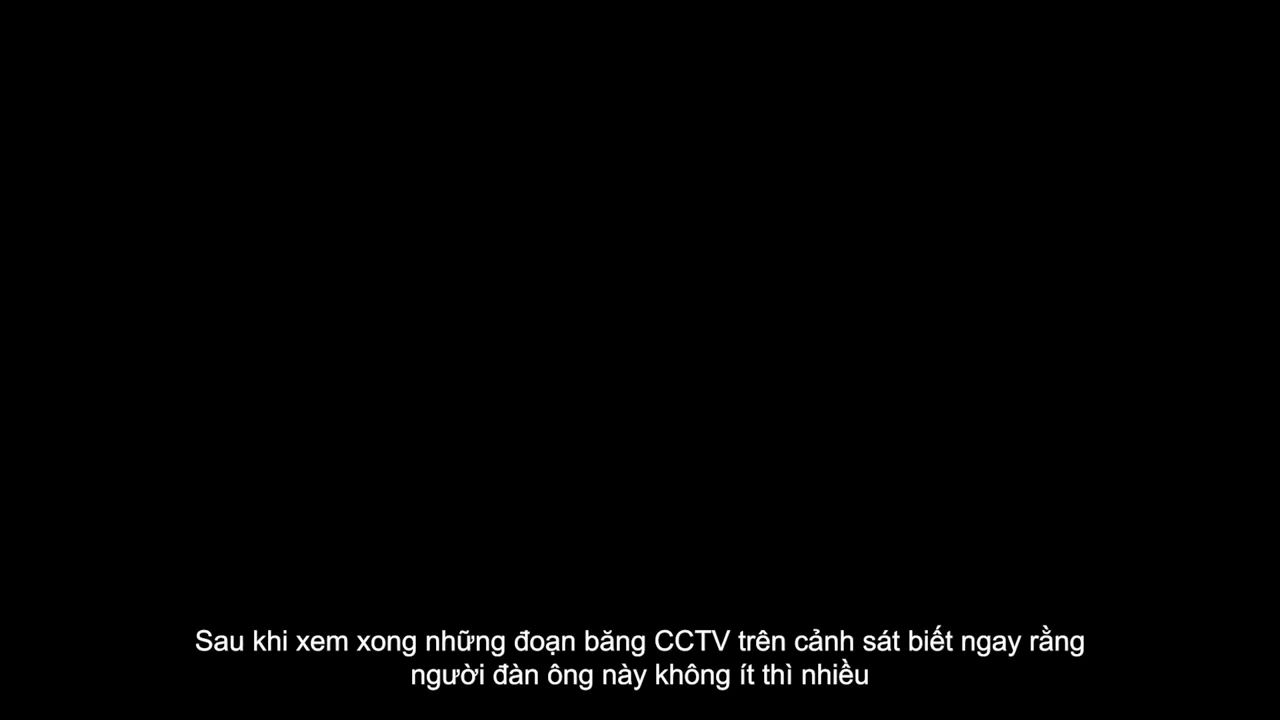 Sau khi xem xong những đoạn băng CCTV trên cảnh sát biết ngay rằng
người đàn ông này không ít thì nhiều